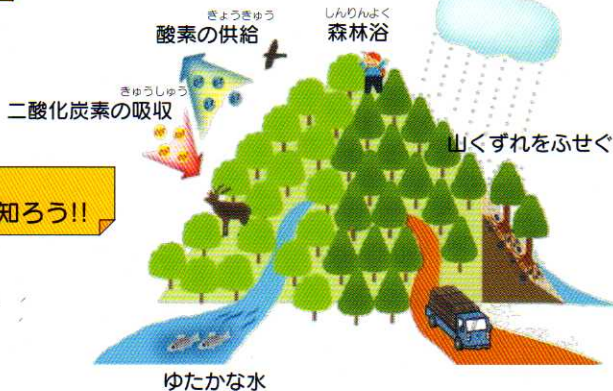 きょうきゅう
酸素の供給
しんりんよく
森林浴
きゅうしゅう
二酸化炭素の吸収
山くずれをふせぐ
知ろう!!
ゆたかな水